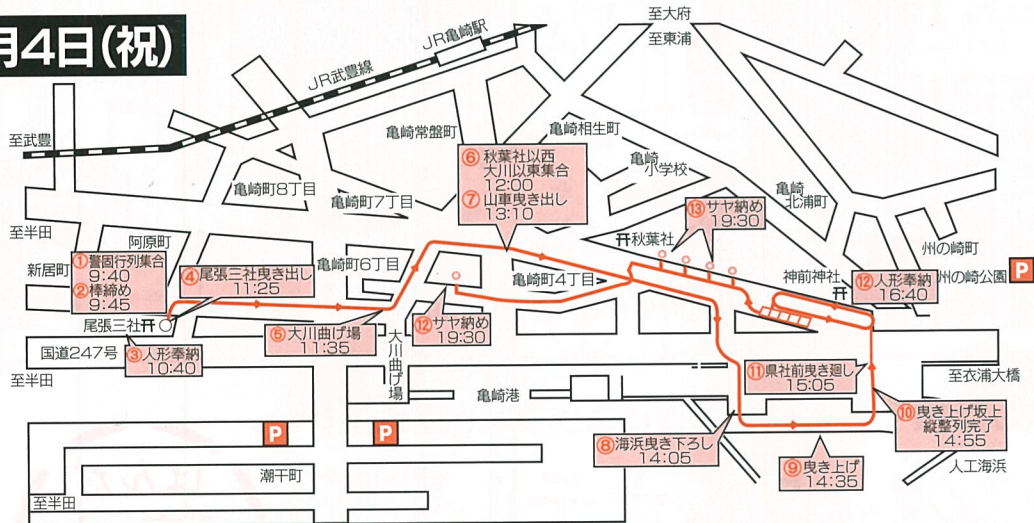 月4日(祝)
至大府
至東浦
JR亀崎駅
JR武豊線
至武豊
亀崎常盤町
亀崎相生町
亀崎
小学校
亀崎
北浦町
亀崎町8丁目
亀崎町7丁目
⑥ 秋葉社以西
大川以東集合
12:00
⑦ 山車曳き出し
13:10
⑬サヤ納め
19:30
秋葉社
至半田
阿原町
新居町
①警固行列集合
9:40
②棒締め
9:45
④尾張三社曳き出し
11:25
亀崎町6丁目
亀崎町4丁目
神前神社
⑫人形奉納
16:40
州の崎町
州の崎公園
P
尾張三社
⑤大川曲げ場
11:35
⑫サヤ納め
19:30
大川曲げ場
国道247号
③人形奉納
10:40
至半田
亀崎港
⑪県社前曳き廻し
15:05
至衣浦大橋
⑩曳き上げ坂上
縦整列完了
14:55
P
P
⑧海浜曳き下ろし
14:05
⑨曳き上げ
14:35
人工海浜
潮干町
至半田